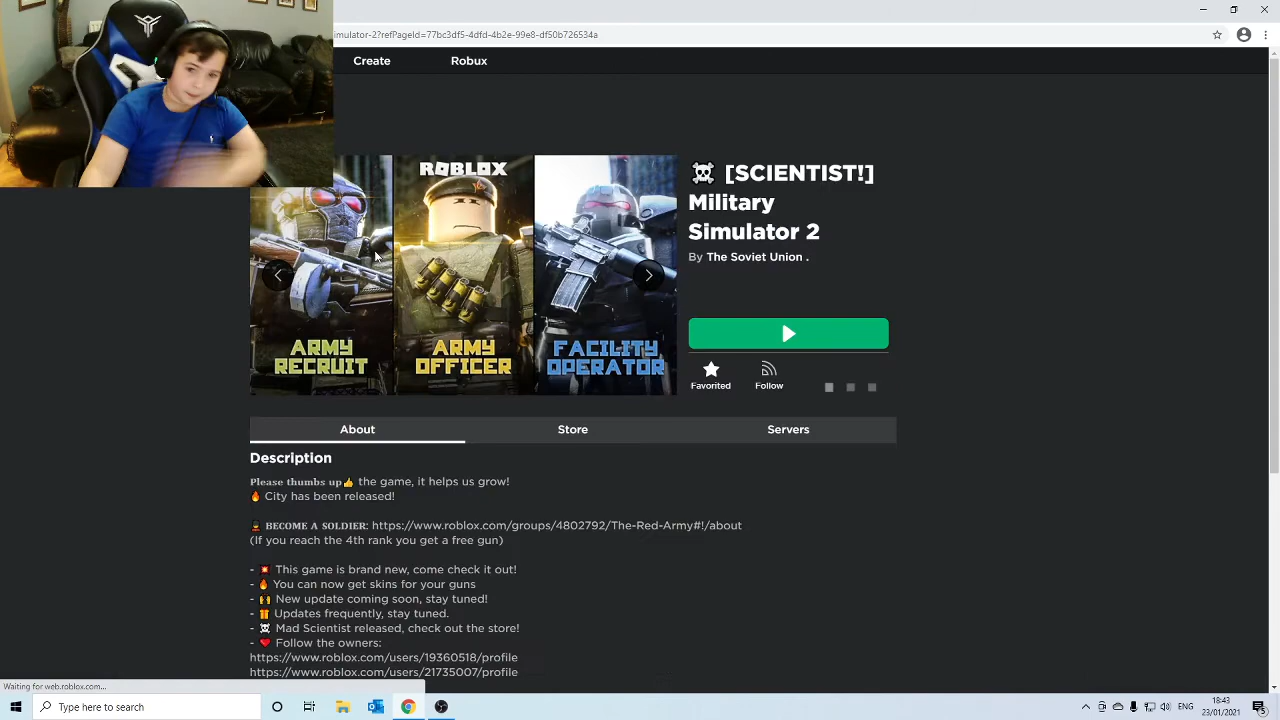 simulator-2?refPageId=77bc3df5-4dfd-4b2e-99e8-df50b726534a
Create Robux
ROBLOX
ARMY RECRUIT
ARMY OFFICER
FACILITY OPERATOR
☠️ [SCIENTIST!]
Military
Simulator 2
By The Soviet Union .
Favorited Follow
About Store Servers
Description
Please thumbs up👍 the game, it helps us grow!
🔥 City has been released!
BECOME A SOLDIER: https://www.roblox.com/groups/4802792/The-Red-Army#!/about
(If you reach the 4th rank you get a free gun)
- 💥 This game is brand new, come check it out!
- 🔥 You can now get skins for your guns
- 🙌 New update coming soon, stay tuned!
- 🎁 Updates frequently, stay tuned.
- ☠️ Mad Scientist released, check out the store!
- ❤️ Follow the owners:
https://www.roblox.com/users/19360518/profile
https://www.roblox.com/users/21735007/profile
Waiting for web.roblox.com...
Type here to search
ENG
18:43
23/01/2021